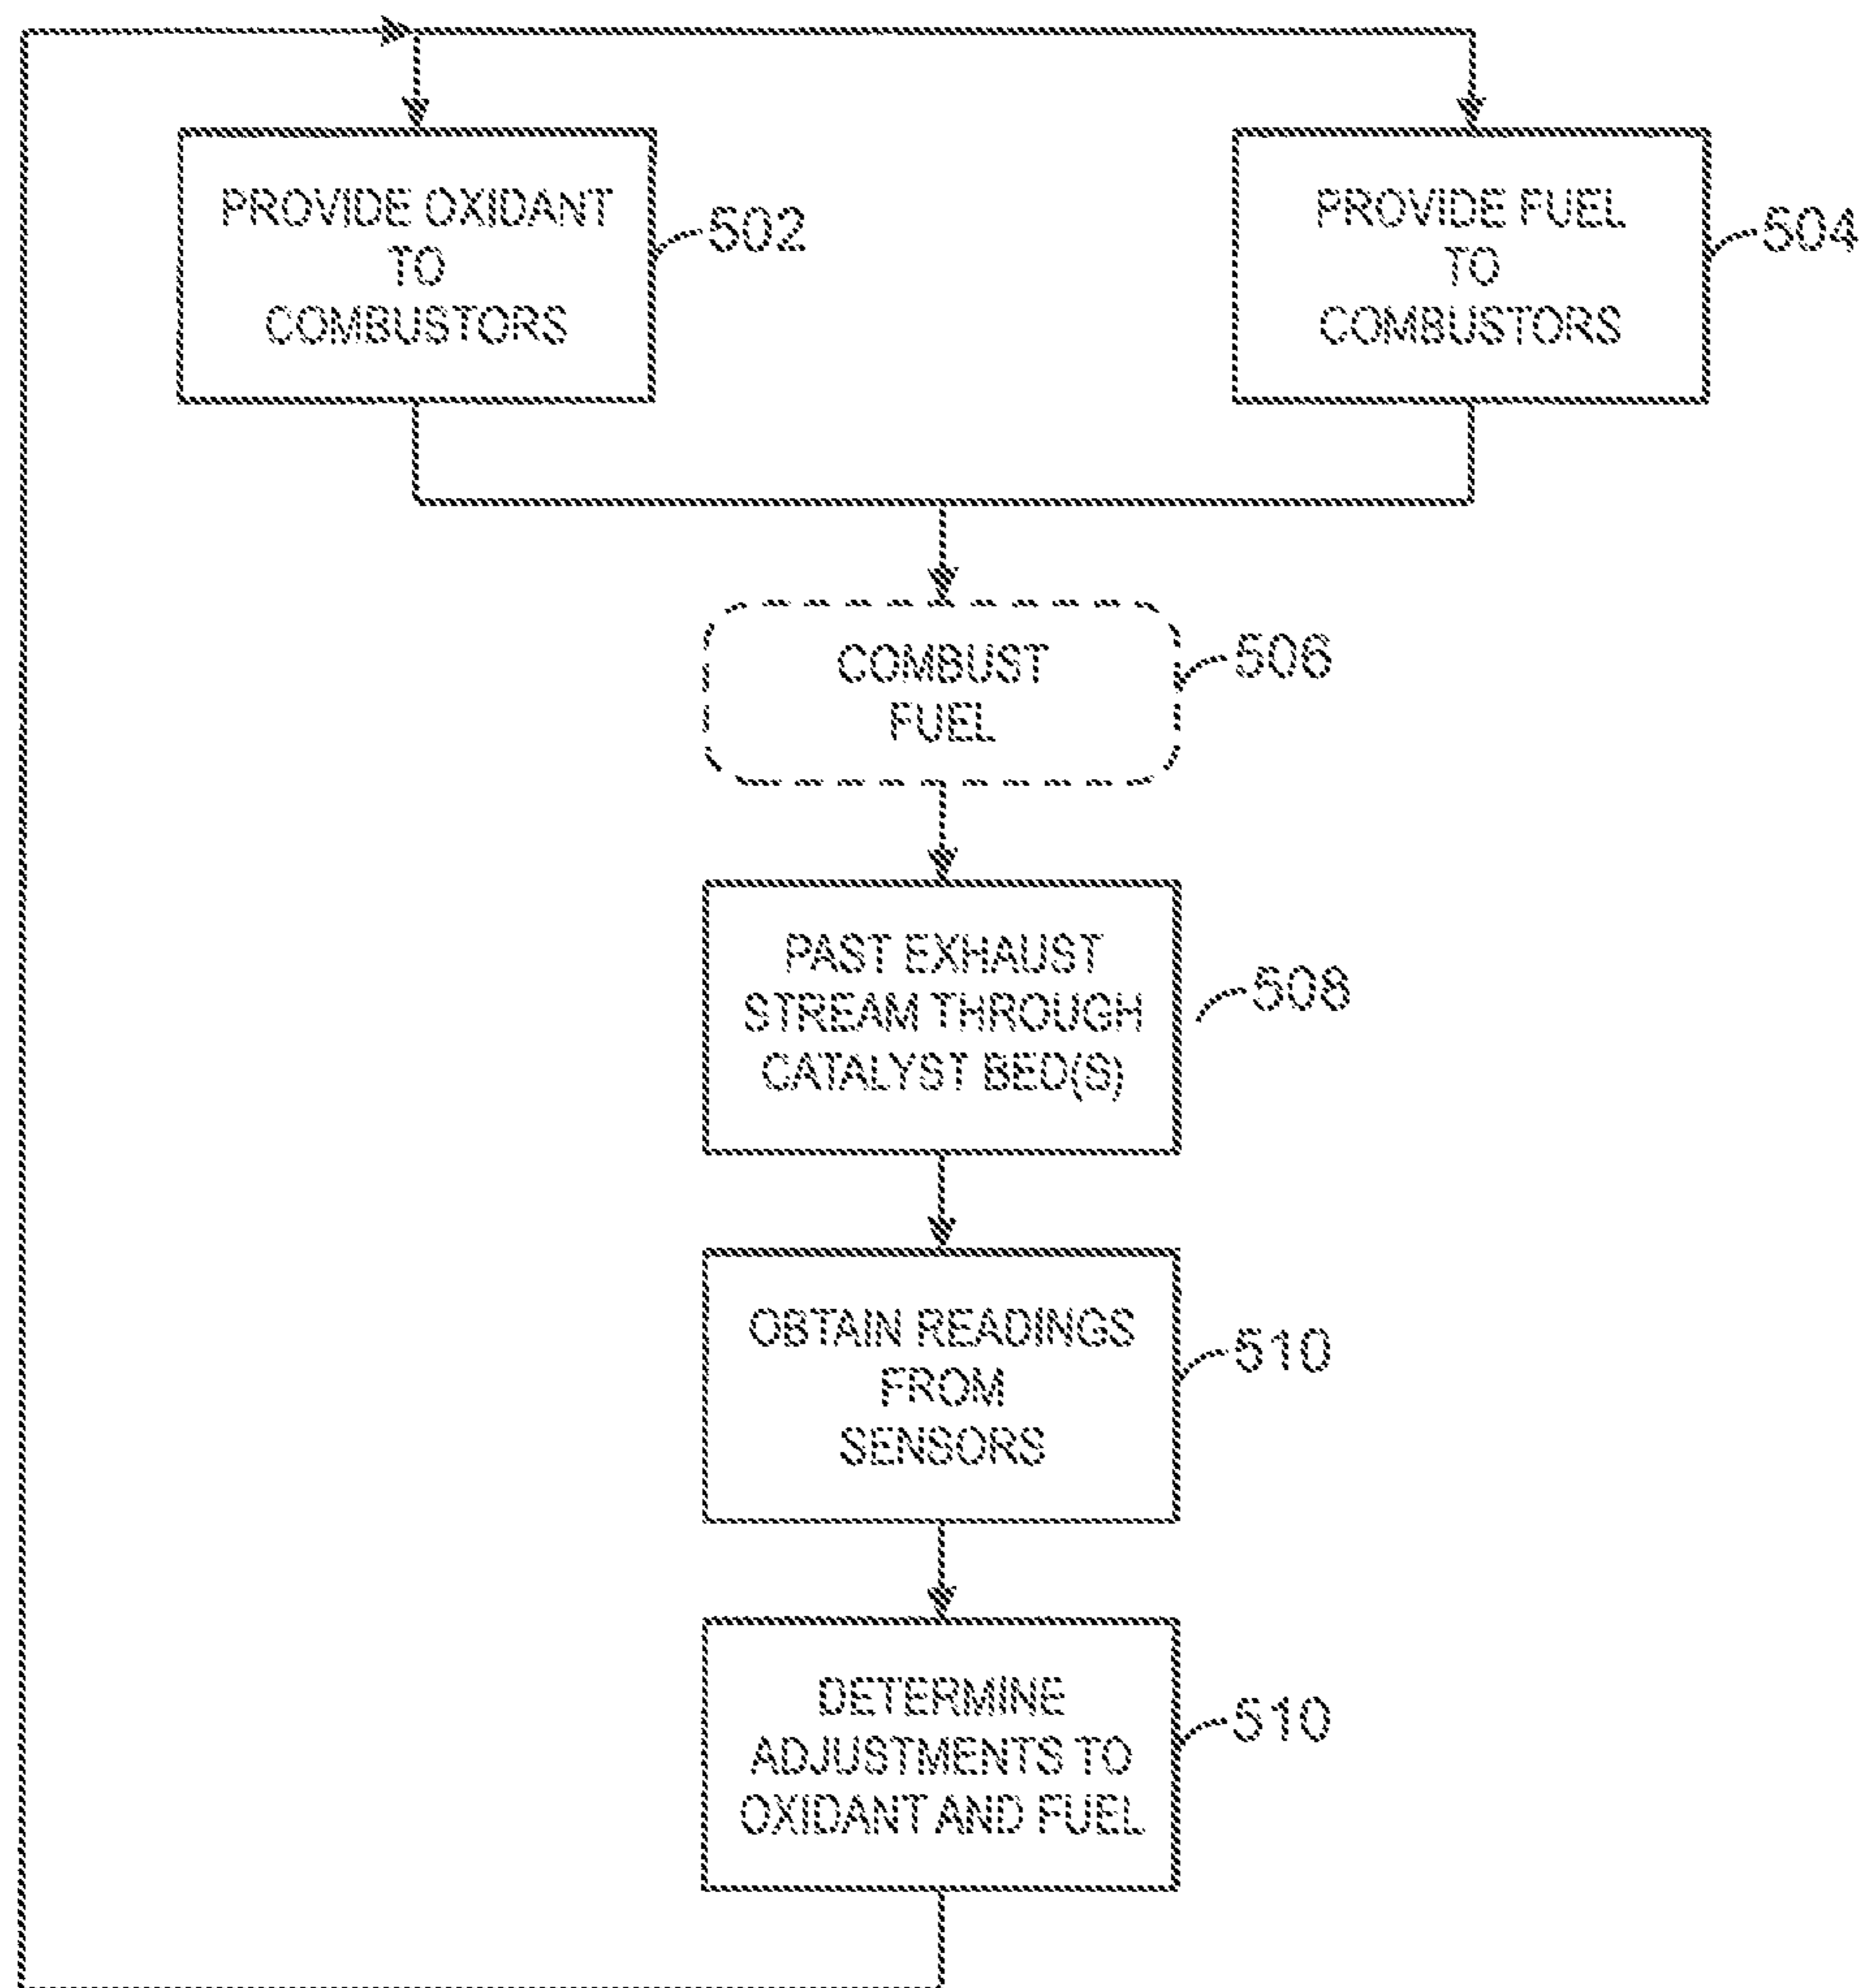 PROVIDE OXIDANT
TO
COMBUSTORS
502
PROVIDE FUEL
TO
COMBUSTORS
504
COMBUST
FUEL
506
PAST EXHAUST
STREAM THROUGH
CATALYST BED(S)
508
OBTAIN READINGS
FROM
SENSORS
510
DETERMINE
ADJUSTMENTS TO
OXIDANT AND FUEL
510